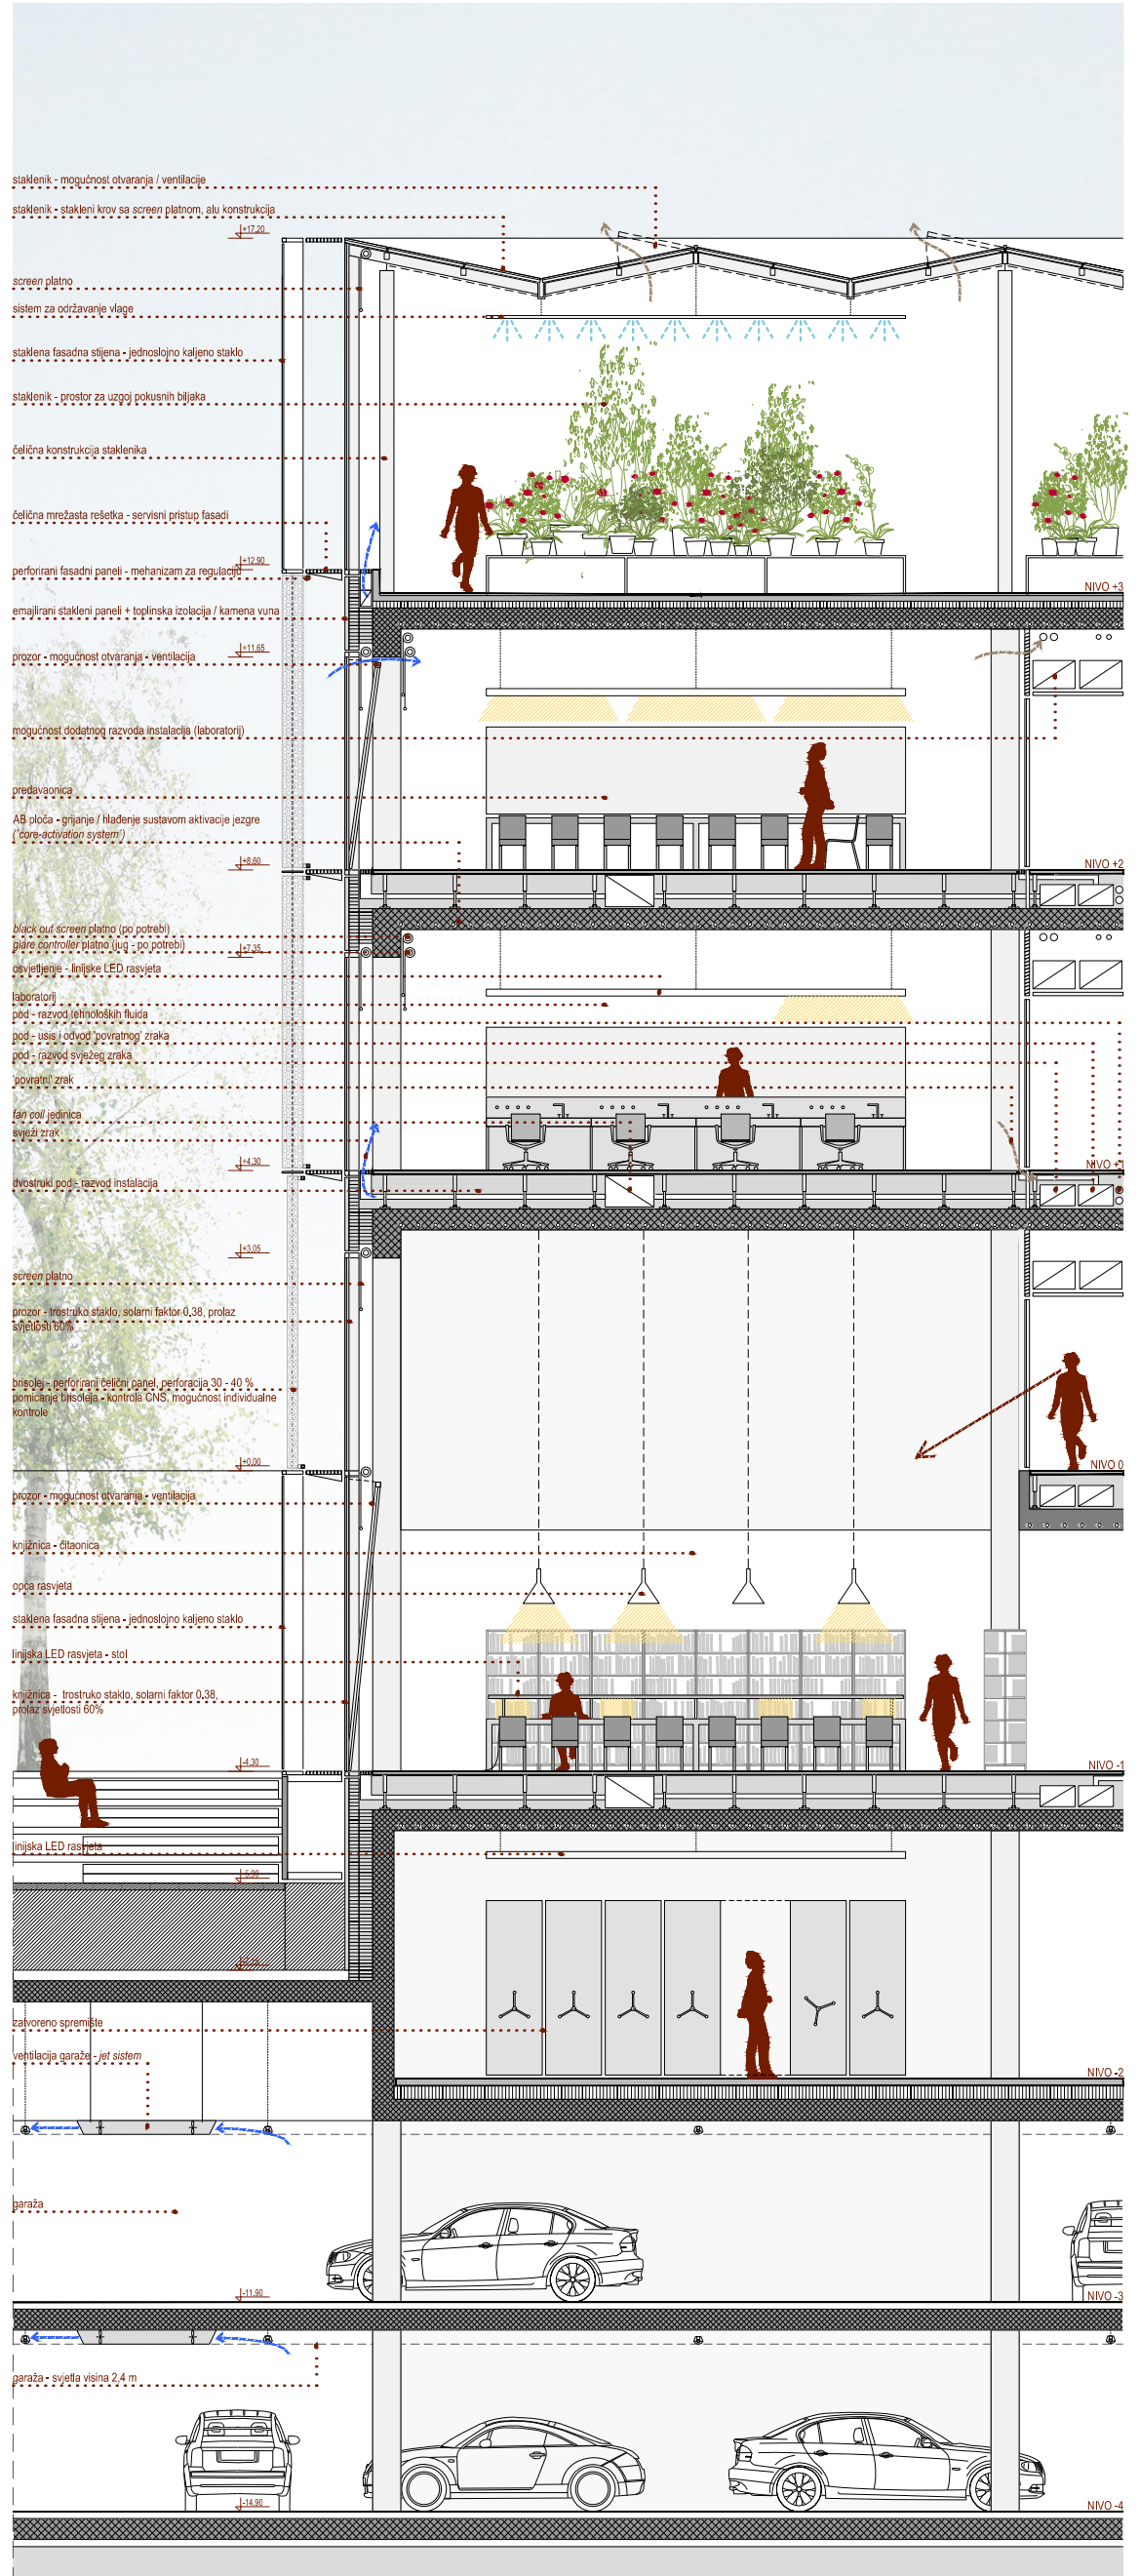 staklenik - mogućnost otvaranja / ventilacije
staklenik - stakleni krov sa screen platnom, alu konstrukcija
+17,20
screen platno
sistem za održavanje vlage
staklena fasadna stijena - jednoslojno kaljeno staklo
staklenik - prostor za uzgoj pokusnih biljaka
čelična konstrukcija staklenika
čelična mrežasta rešetka - servisni pristup fasadi
+12,90
perforirani fasadni paneli - mehanizam za regulaciju
NIVO +3
emajlirani stakleni paneli + toplinska izolacija / kamena vuna
+11,65
prozor - mogućnost otvaranja - ventilacija
mogućnost dodatnog razvoda instalacija (laboratorij)
predavaonica
AB ploča - grijanje / hlađenje sustavom aktivacije jezgre
("core-activation system")
+8,60
NIVO +2
black out screen platno (po potrebi)
glare controller platno (jug - po potrebi)
+7,35
osvjetljenje - linijske LED rasvjeta
laboratorij
pod - razvod tehnoloških fluida
pod - usis i odvod 'povratnog' zraka
pod - razvod svježeg zraka
'povratni' zrak
fan coil jedinica
svježi zrak
+4,30
NIVO +1
dvostruki pod - razvod instalacija
+3,05
screen platno
prozor - trostruko staklo, solarni faktor 0,38, prolaz
svjetlosti 60%
brisolej - perforirani čelični panel, perforacija 30 - 40 %
pomicanje brisoleja - kontrola CNS, mogućnost individualne
kontrole
+0,00
NIVO 0
prozor - mogućnost otvaranja - ventilacija
knjižnica - čitaonica
opća rasvjeta
staklena fasadna stijena - jednoslojno kaljeno staklo
linijska LED rasvjeta - stol
knjižnica - trostruko staklo, solarni faktor 0,38,
prolaz svjetlosti 60%
-4,30
NIVO -1
linijska LED rasvjeta
zatvoreno spremište
ventilacija garaže - jet sistem
NIVO -2
garaža
-11,90
NIVO -3
garaža - svjetla visina 2,4 m
-14,90
NIVO -4